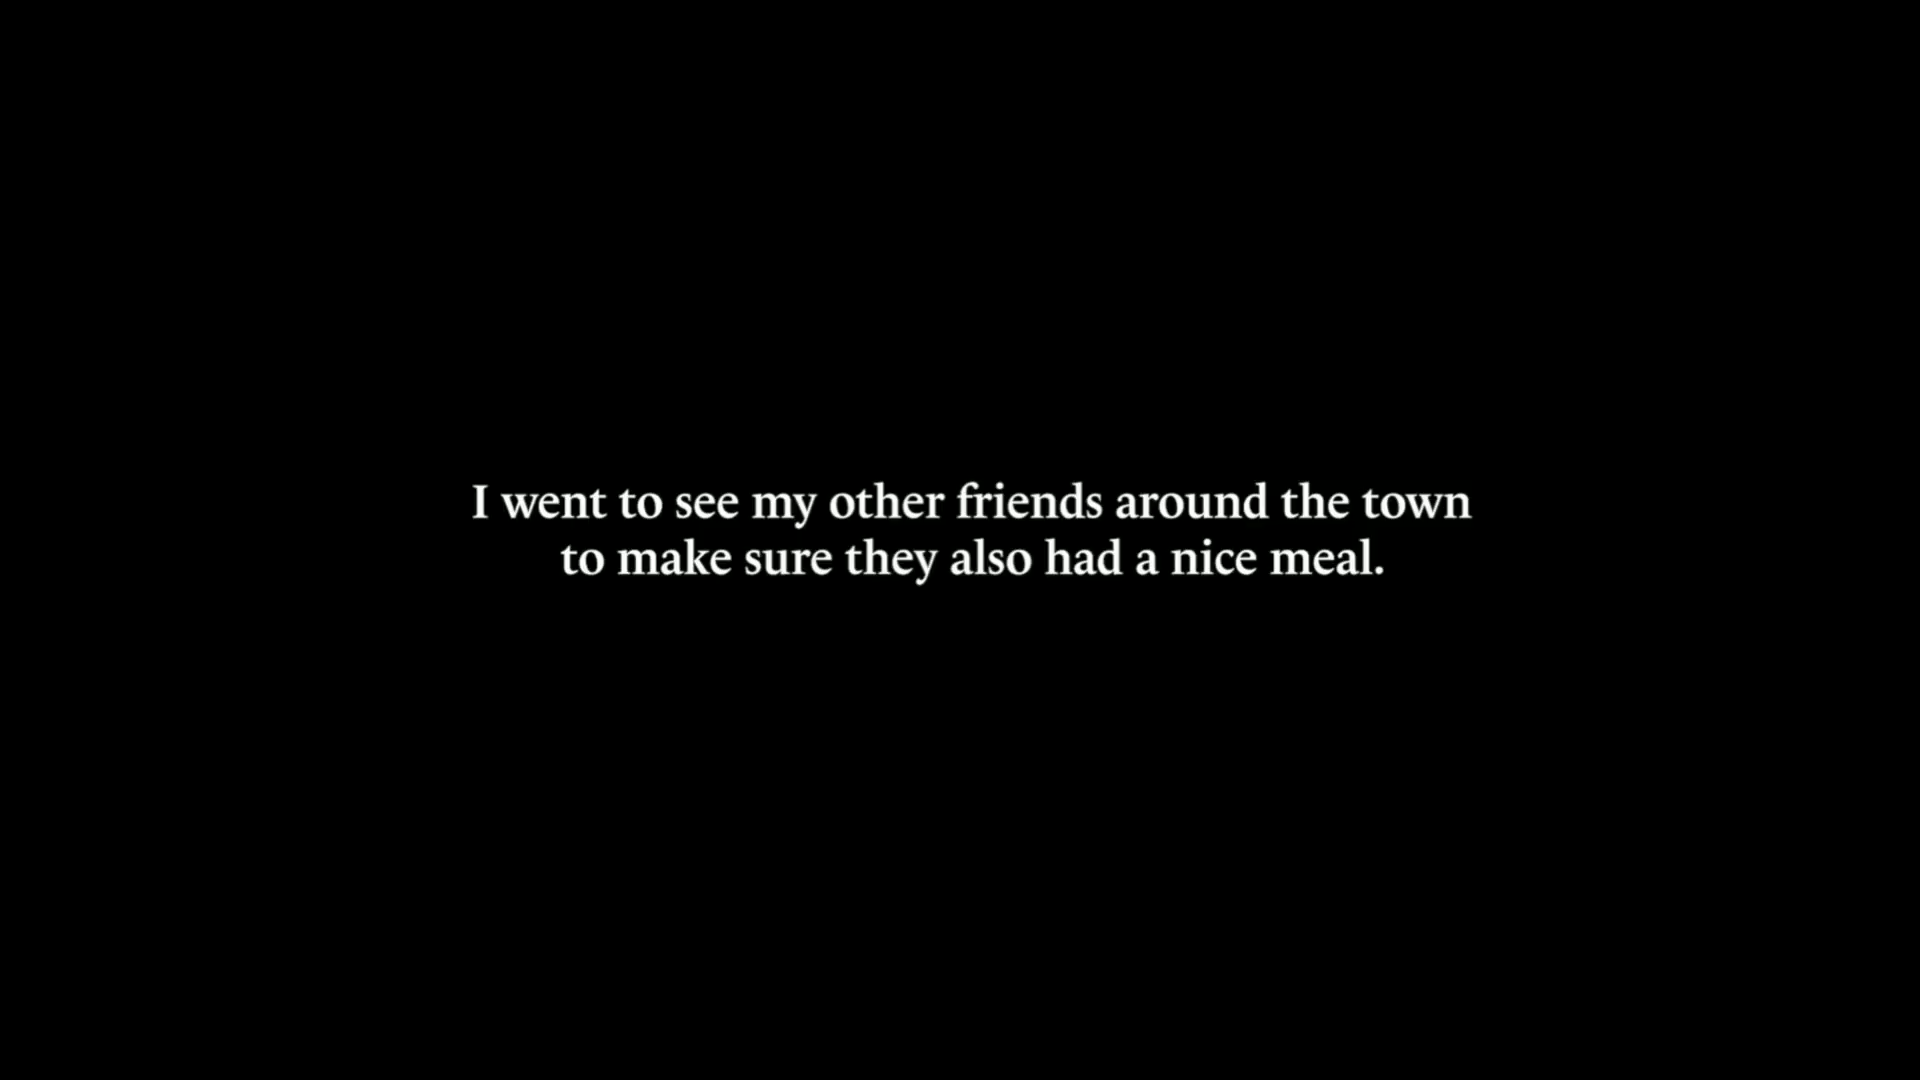 I went to see my other friends around the town
to make sure they also had a nice meal.